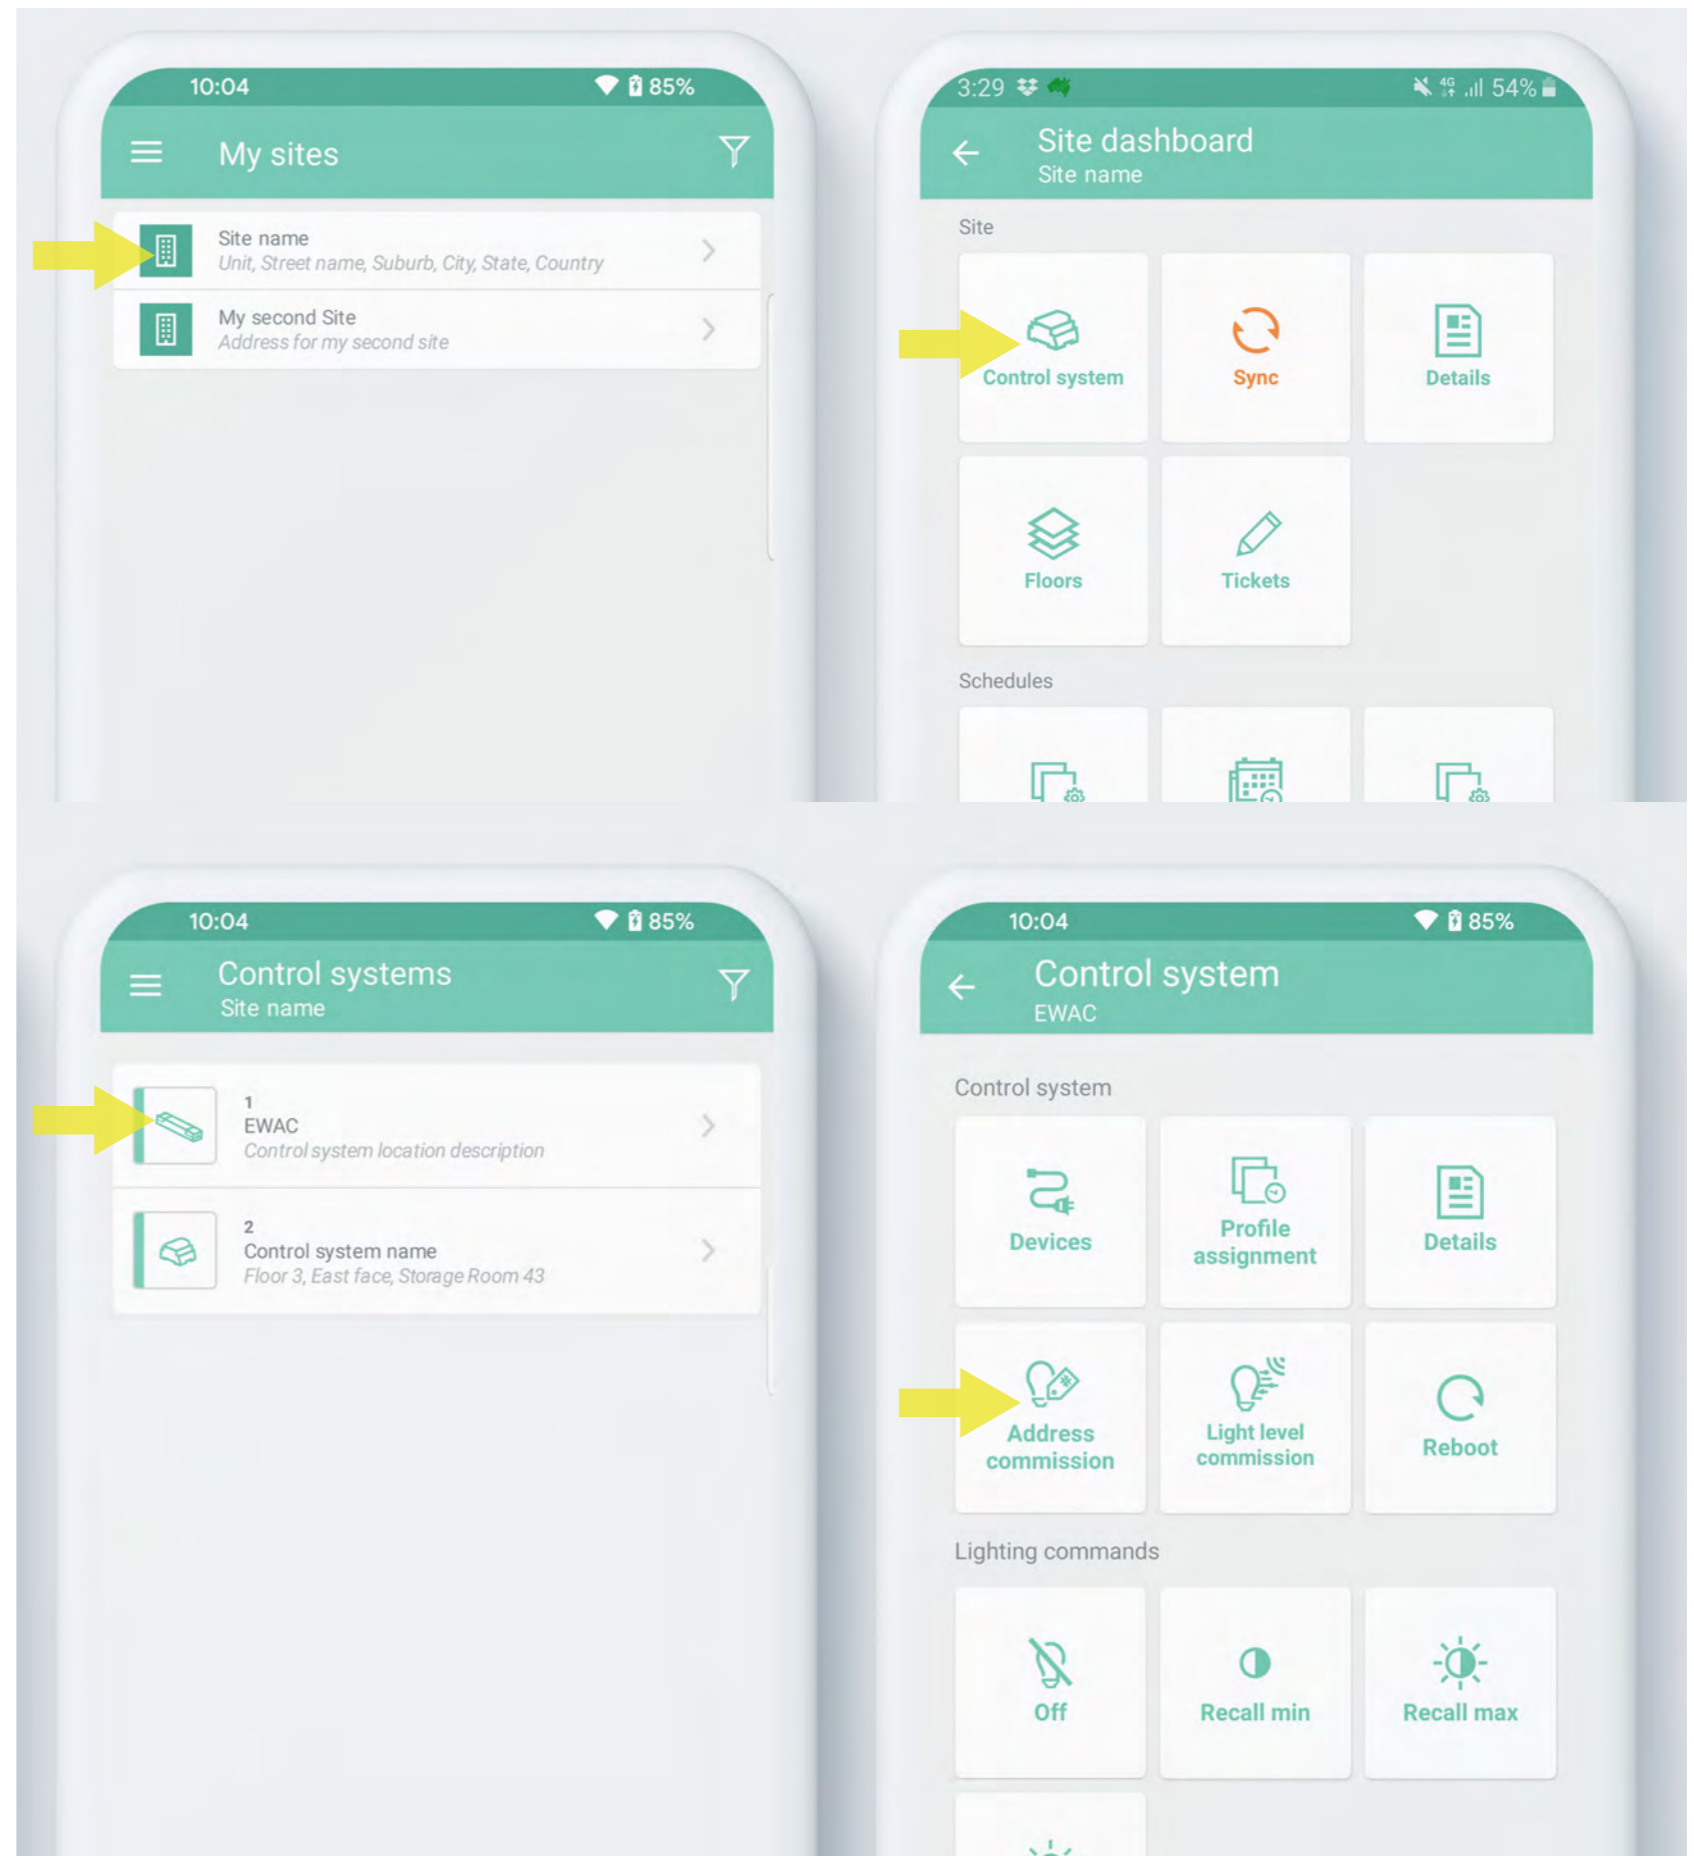 10:04
85%
My sites
Site name
Unit, Street name, Suburb, City, State, Country
My second Site
Address for my second site
3:29
4G
54%
Site dashboard
Site name
Site
Control system
Sync
Details
Floors
Tickets
Schedules
10:04
85%
Control systems
Site name
1
EWAC
Control system location description
2
Control system name
Floor 3, East face, Storage Room 43
10:04
85%
Control system
EWAC
Control system
Devices
Profile
assignment
Details
Address
commission
Light level
commission
Reboot
Lighting commands
Off
Recall min
Recall max